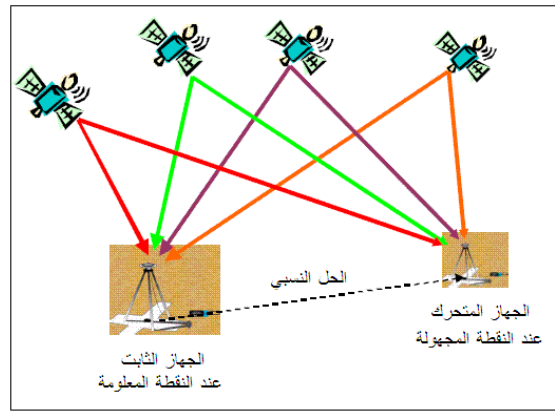 الحل النسبي
الجهاز المتحرك
عند النقطة المجهولة
الجهاز الثابت
عند النقطة المعلومة